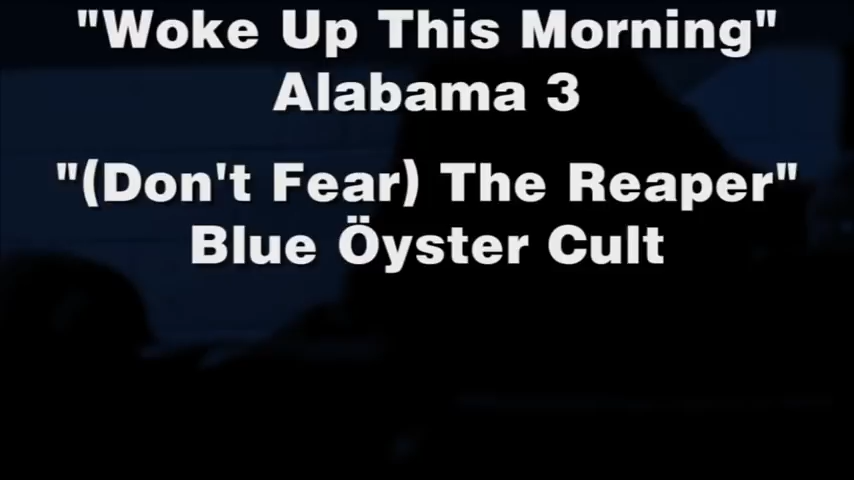 "Woke Up This Morning"
Alabama 3
"(Don't Fear) The Reaper"
Blue Öyster Cult